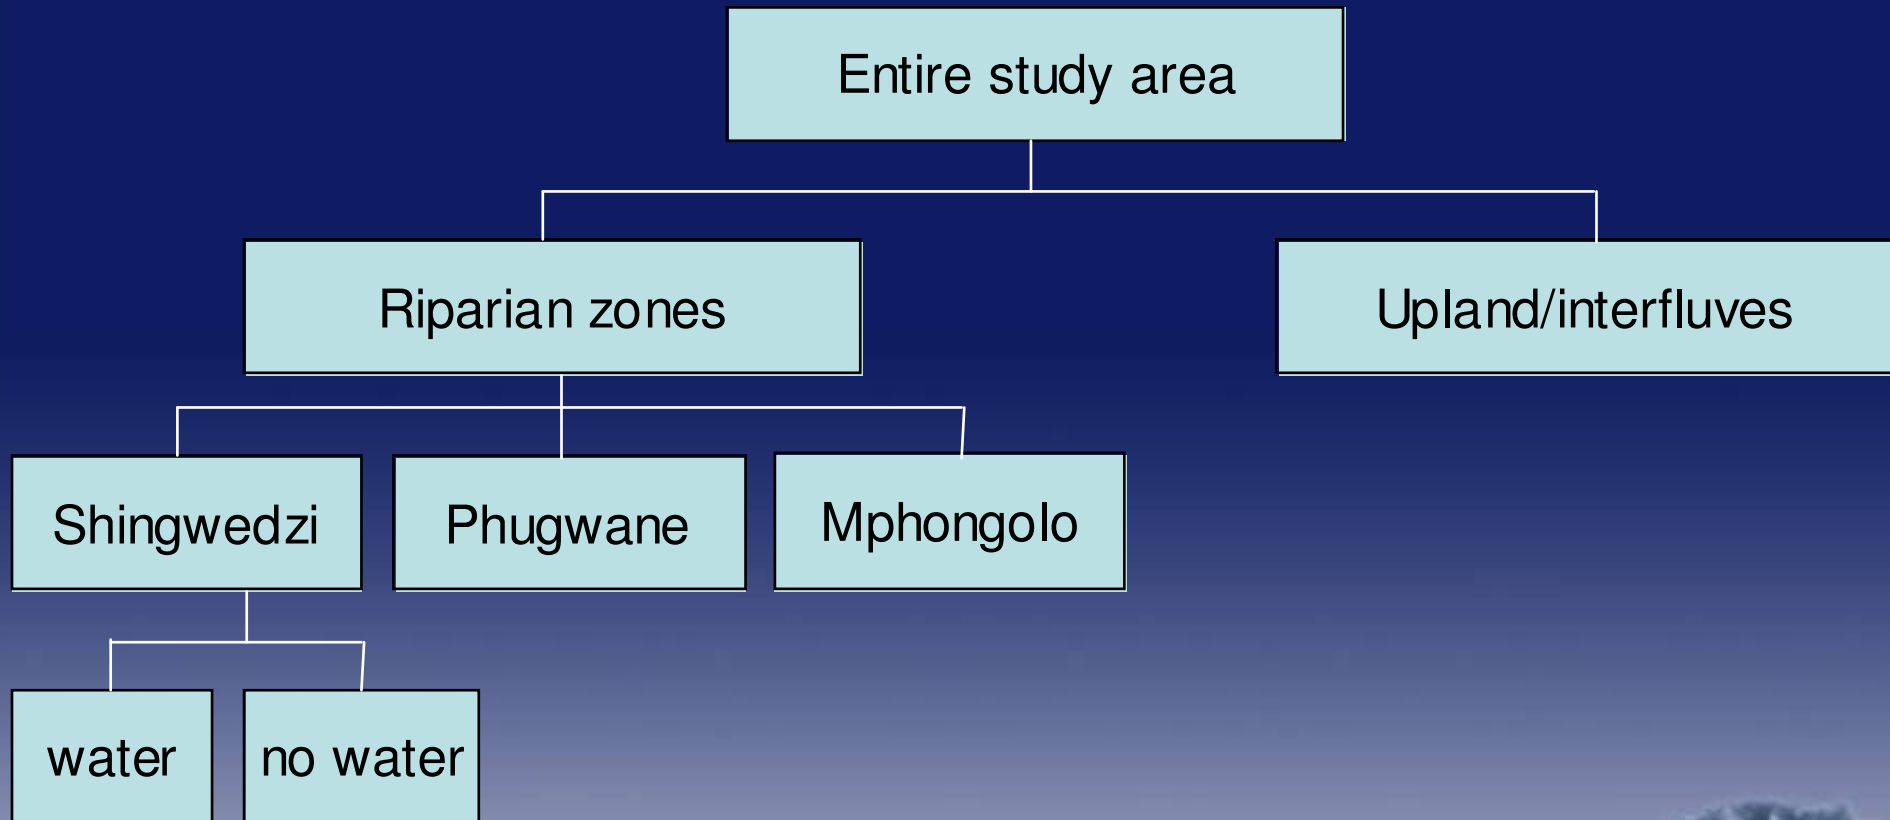 Entire study area
Riparian zones
Upland/interfluves
Shingwedzi
Phugwane
Mphongolo
water
no water